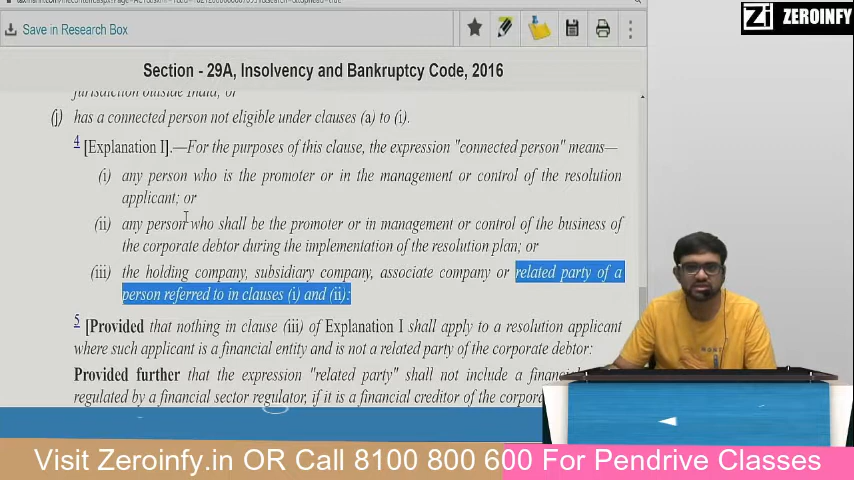 ZEROINFY
Save in Research Box
Section - 29A, Insolvency and Bankruptcy Code, 2016
jurisdiction outside India; or
(j) has a connected person not eligible under clauses (a) to (i).
4 [Explanation I].—For the purposes of this clause, the expression "connected person" means—
(i) any person who is the promoter or in the management or control of the resolution
applicant; or
(ii) any person who shall be the promoter or in management or control of the business of
the corporate debtor during the implementation of the resolution plan; or
(iii) the holding company, subsidiary company, associate company or related party of a
person referred to in clauses (i) and (ii):
5 [Provided that nothing in clause (iii) of Explanation I shall apply to a resolution applicant
where such applicant is a financial entity and is not a related party of the corporate debtor:
Provided further that the expression "related party" shall not include a financial
regulated by a financial sector regulator, if it is a financial creditor of the
Visit Zeroinfy.in OR Call 8100 800 600 For Pendrive Classes